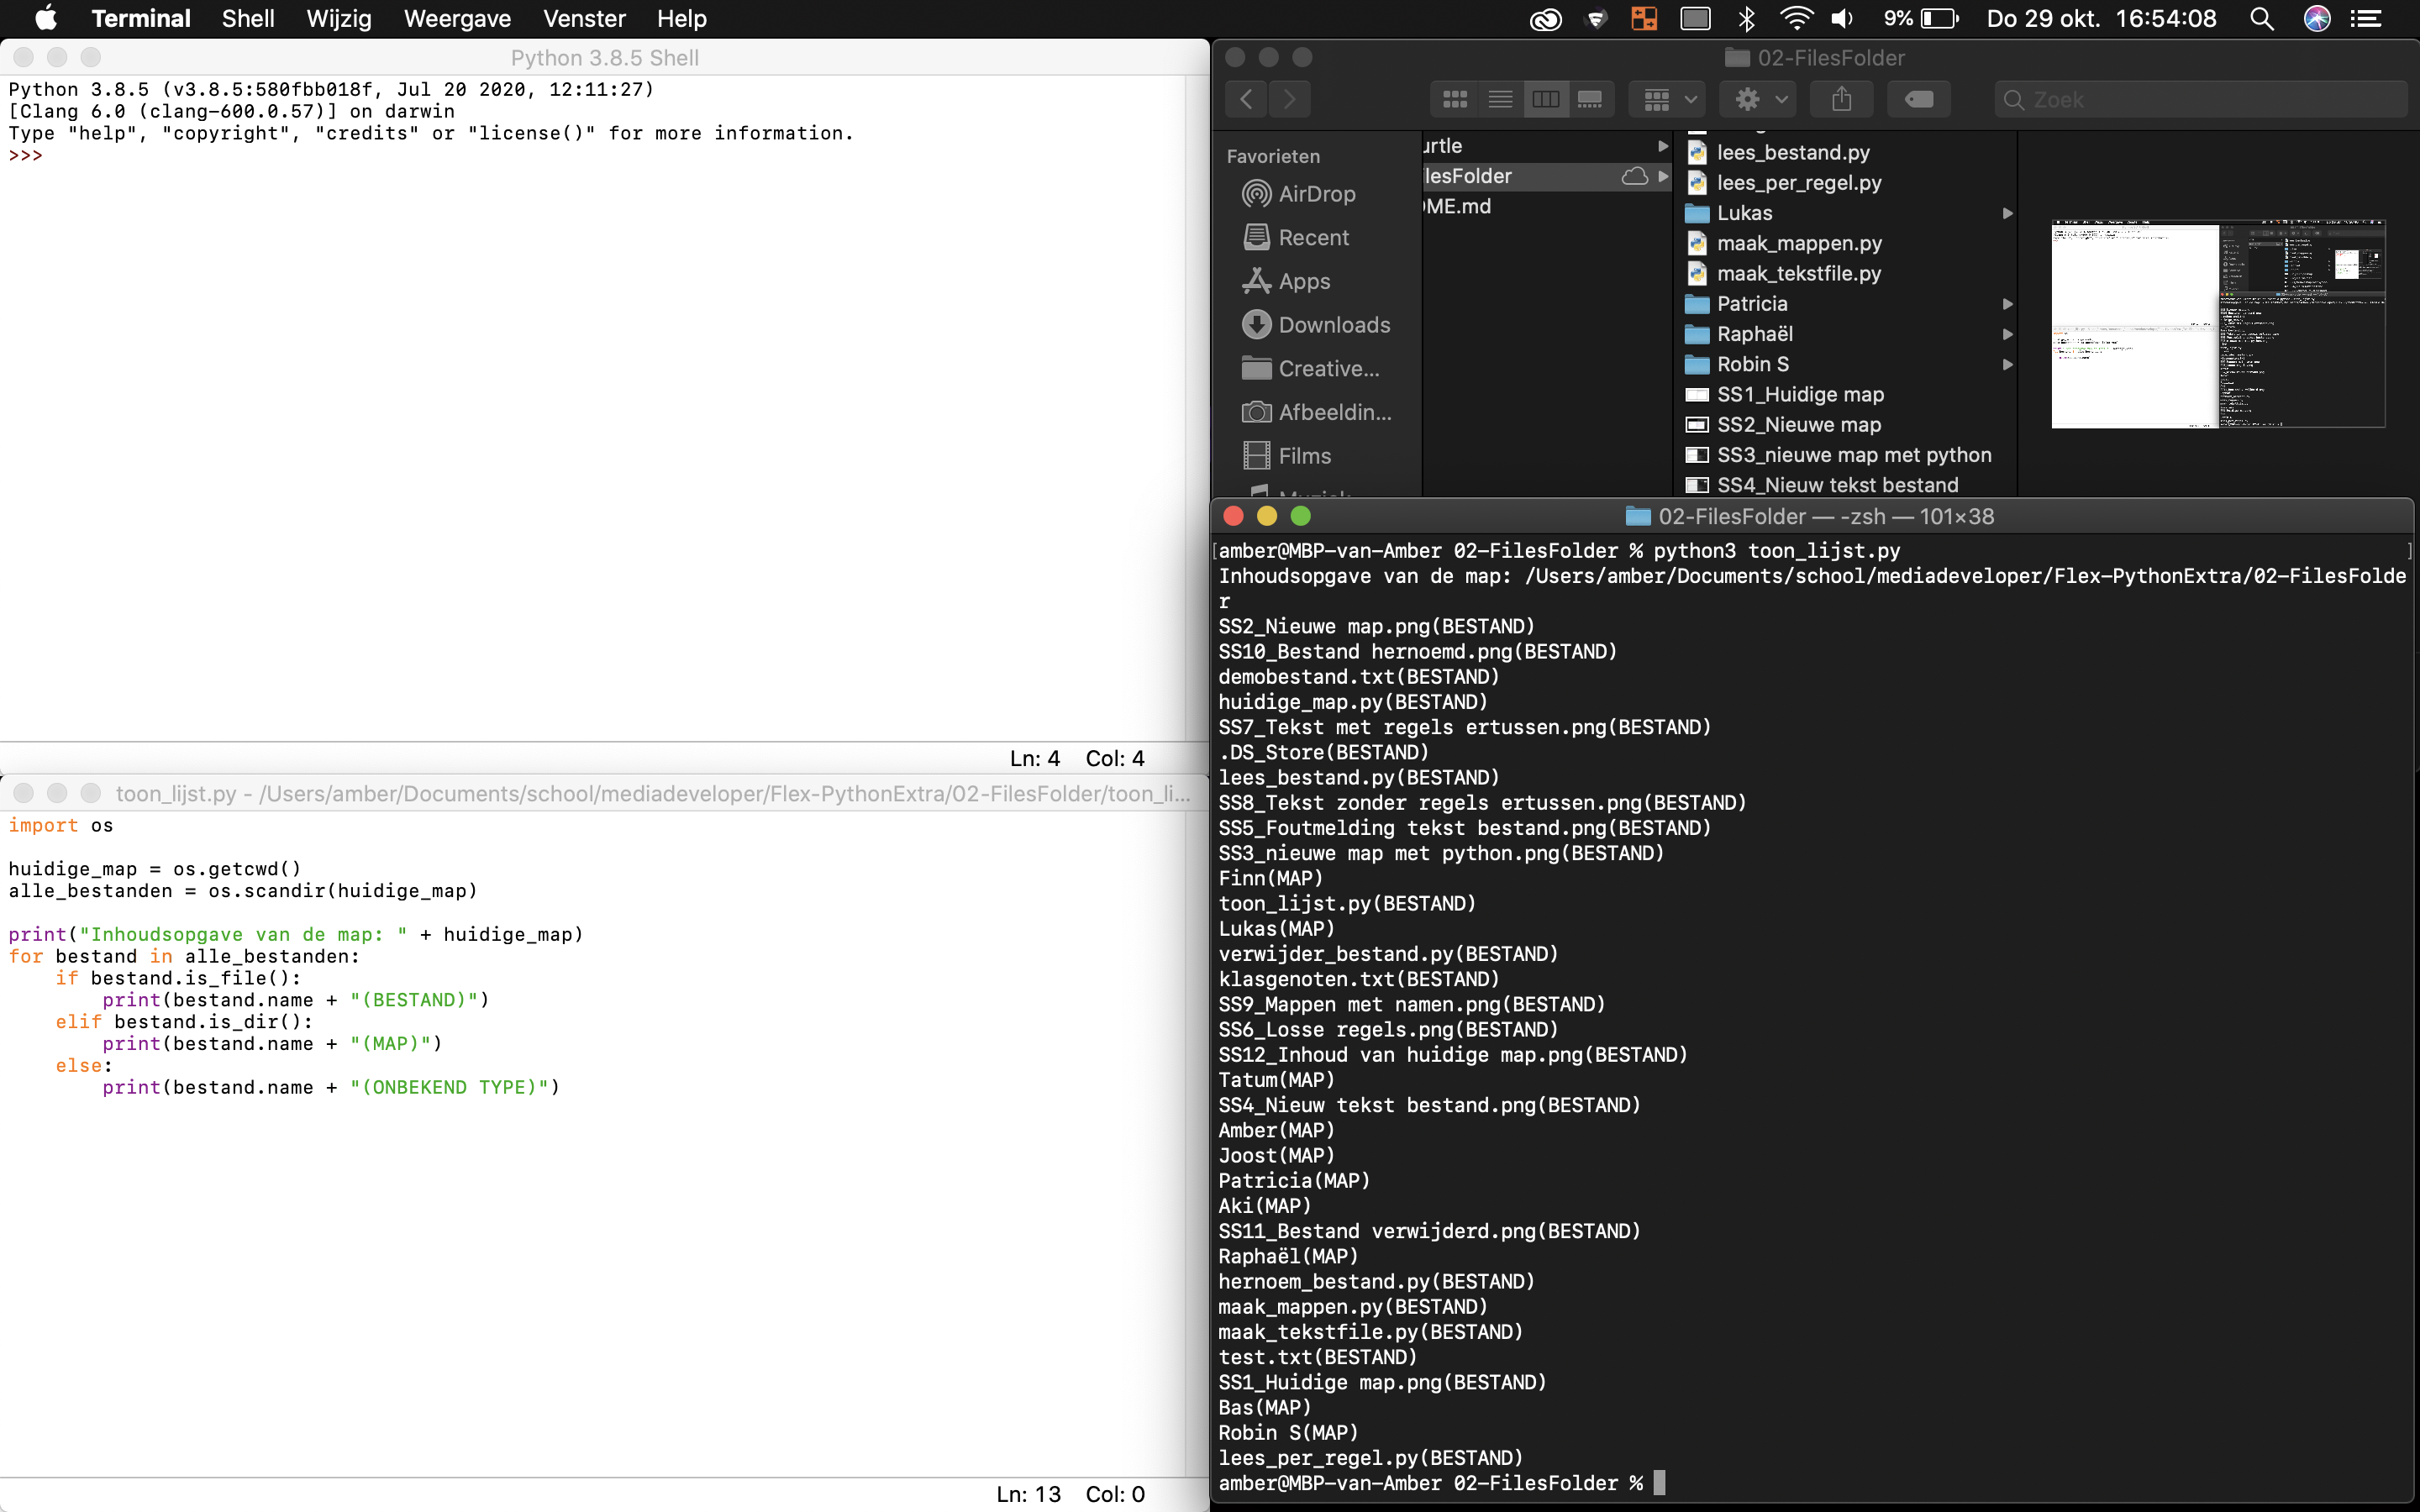 Terminal Shell Wijzig Weergave Venster Help 9% Do 29 okt. 16:54:08
Python 3.8.5 Shell
Python 3.8.5 (v3.8.5:580fbb018f, Jul 20 2020, 12:11:27)
[Clang 6.0 (clang-600.0.57)] on darwin
Type "help", "copyright", "credits" or "license()" for more information.
>>>
Ln: 4 Col: 4
toon_lijst.py - /Users/amber/Documents/school/mediadeveloper/Flex-PythonExtra/02-FilesFolder/toon_li...
import os
huidige_map = os.getcwd()
alle_bestanden = os.scandir(huidige_map)
print("Inhoudsopgave van de map: " + huidige_map)
for bestand in alle_bestanden:
    if bestand.is_file():
        print(bestand.name + "(BESTAND)")
    elif bestand.is_dir():
        print(bestand.name + "(MAP)")
    else:
        print(bestand.name + "(ONBEKEND TYPE)")
Ln: 13 Col: 0
02-FilesFolder
Zoek
Favorieten
AirDrop
Recent
Apps
Downloads
Creative...
Afbeeldin...
Films
urtle
lesFolder
ME.md
lees_bestand.py
lees_per_regel.py
Lukas
maak_mappen.py
maak_tekstfile.py
Patricia
Raphaël
Robin S
SS1_Huidige map
SS2_Nieuwe map
SS3_nieuwe map met python
SS4_Nieuw tekst bestand
02-FilesFolder — -zsh — 101×38
[amber@MBP-van-Amber 02-FilesFolder % python3 toon_lijst.py ]
Inhoudsopgave van de map: /Users/amber/Documents/school/mediadeveloper/Flex-PythonExtra/02-FilesFolde
r
SS2_Nieuwe map.png(BESTAND)
SS10_Bestand hernoemd.png(BESTAND)
demobestand.txt(BESTAND)
huidige_map.py(BESTAND)
SS7_Tekst met regels ertussen.png(BESTAND)
.DS_Store(BESTAND)
lees_bestand.py(BESTAND)
SS8_Tekst zonder regels ertussen.png(BESTAND)
SS5_Foutmelding tekst bestand.png(BESTAND)
SS3_nieuwe map met python.png(BESTAND)
Finn(MAP)
toon_lijst.py(BESTAND)
Lukas(MAP)
verwijder_bestand.py(BESTAND)
klasgenoten.txt(BESTAND)
SS9_Mappen met namen.png(BESTAND)
SS6_Losse regels.png(BESTAND)
SS12_Inhoud van huidige map.png(BESTAND)
Tatum(MAP)
SS4_Nieuw tekst bestand.png(BESTAND)
Amber(MAP)
Joost(MAP)
Patricia(MAP)
Aki(MAP)
SS11_Bestand verwijderd.png(BESTAND)
Raphaël(MAP)
hernoem_bestand.py(BESTAND)
maak_mappen.py(BESTAND)
maak_tekstfile.py(BESTAND)
test.txt(BESTAND)
SS1_Huidige map.png(BESTAND)
Bas(MAP)
Robin S(MAP)
lees_per_regel.py(BESTAND)
amber@MBP-van-Amber 02-FilesFolder %